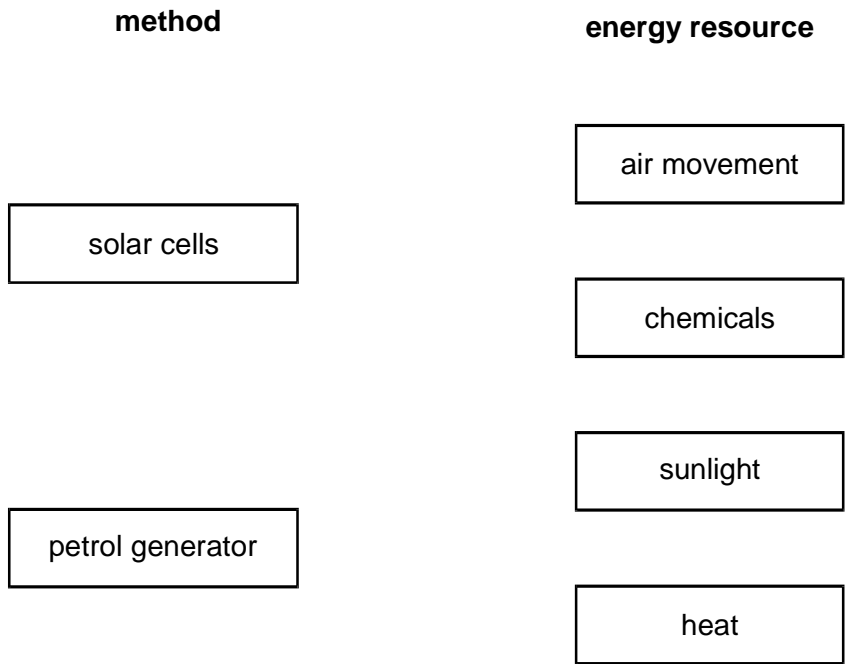 method
energy resource
air movement
solar cells
chemicals
sunlight
petrol generator
heat